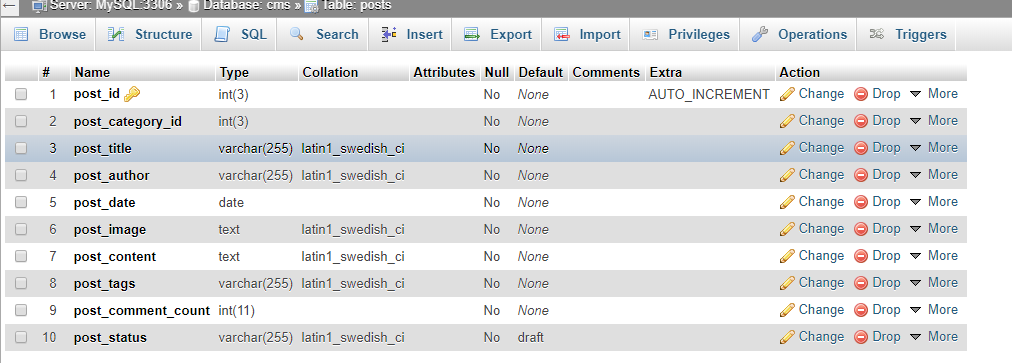 Server: MySQL:3306 » Database: cms » Table: posts
Browse Structure SQL Search Insert Export Import Privileges Operations Triggers
# Name Type Collation Attributes Null Default Comments Extra Action
1 post_id int(3) No None AUTO_INCREMENT Change Drop More
2 post_category_id int(3) No None Change Drop More
3 post_title varchar(255) latin1_swedish_ci No None Change Drop More
4 post_author varchar(255) latin1_swedish_ci No None Change Drop More
5 post_date date No None Change Drop More
6 post_image text latin1_swedish_ci No None Change Drop More
7 post_content text latin1_swedish_ci No None Change Drop More
8 post_tags varchar(255) latin1_swedish_ci No None Change Drop More
9 post_comment_count int(11) No None Change Drop More
10 post_status varchar(255) latin1_swedish_ci No draft Change Drop More